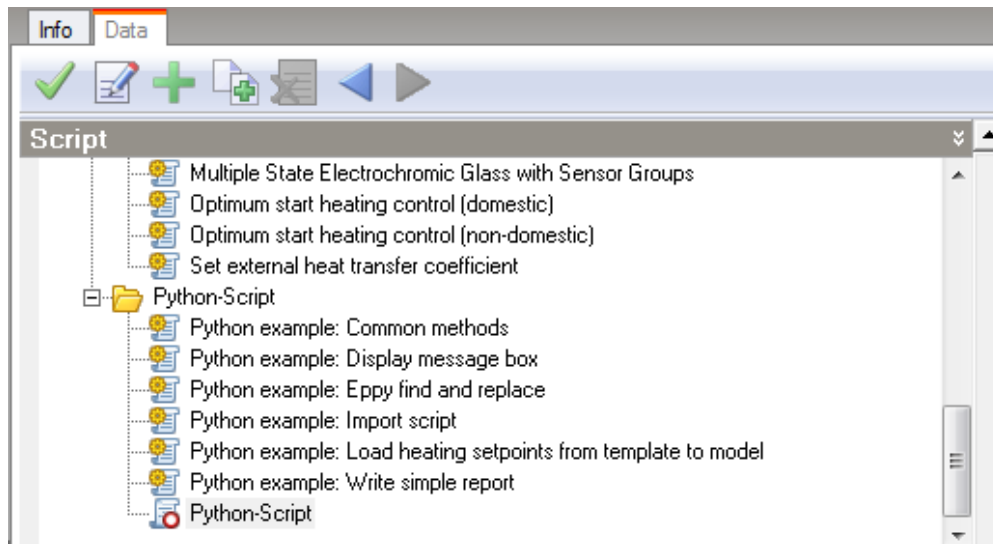 Info Data
Script
Multiple State Electrochromic Glass with Sensor Groups
Optimum start heating control (domestic)
Optimum start heating control (non-domestic)
Set external heat transfer coefficient
Python-Script
Python example: Common methods
Python example: Display message box
Python example: Eppy find and replace
Python example: Import script
Python example: Load heating setpoints from template to model
Python example: Write simple report
Python-Script